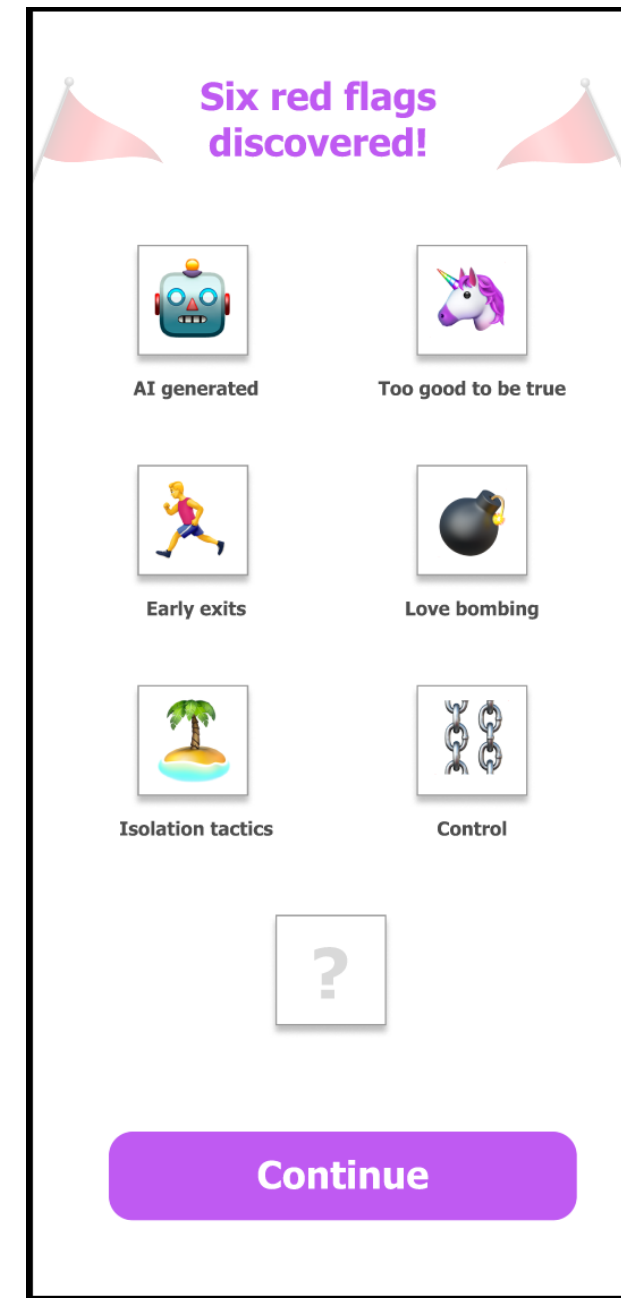 Six red flags
discovered!
AI generated
Too good to be true
Early exits
Love bombing
Isolation tactics
Control
?
Continue